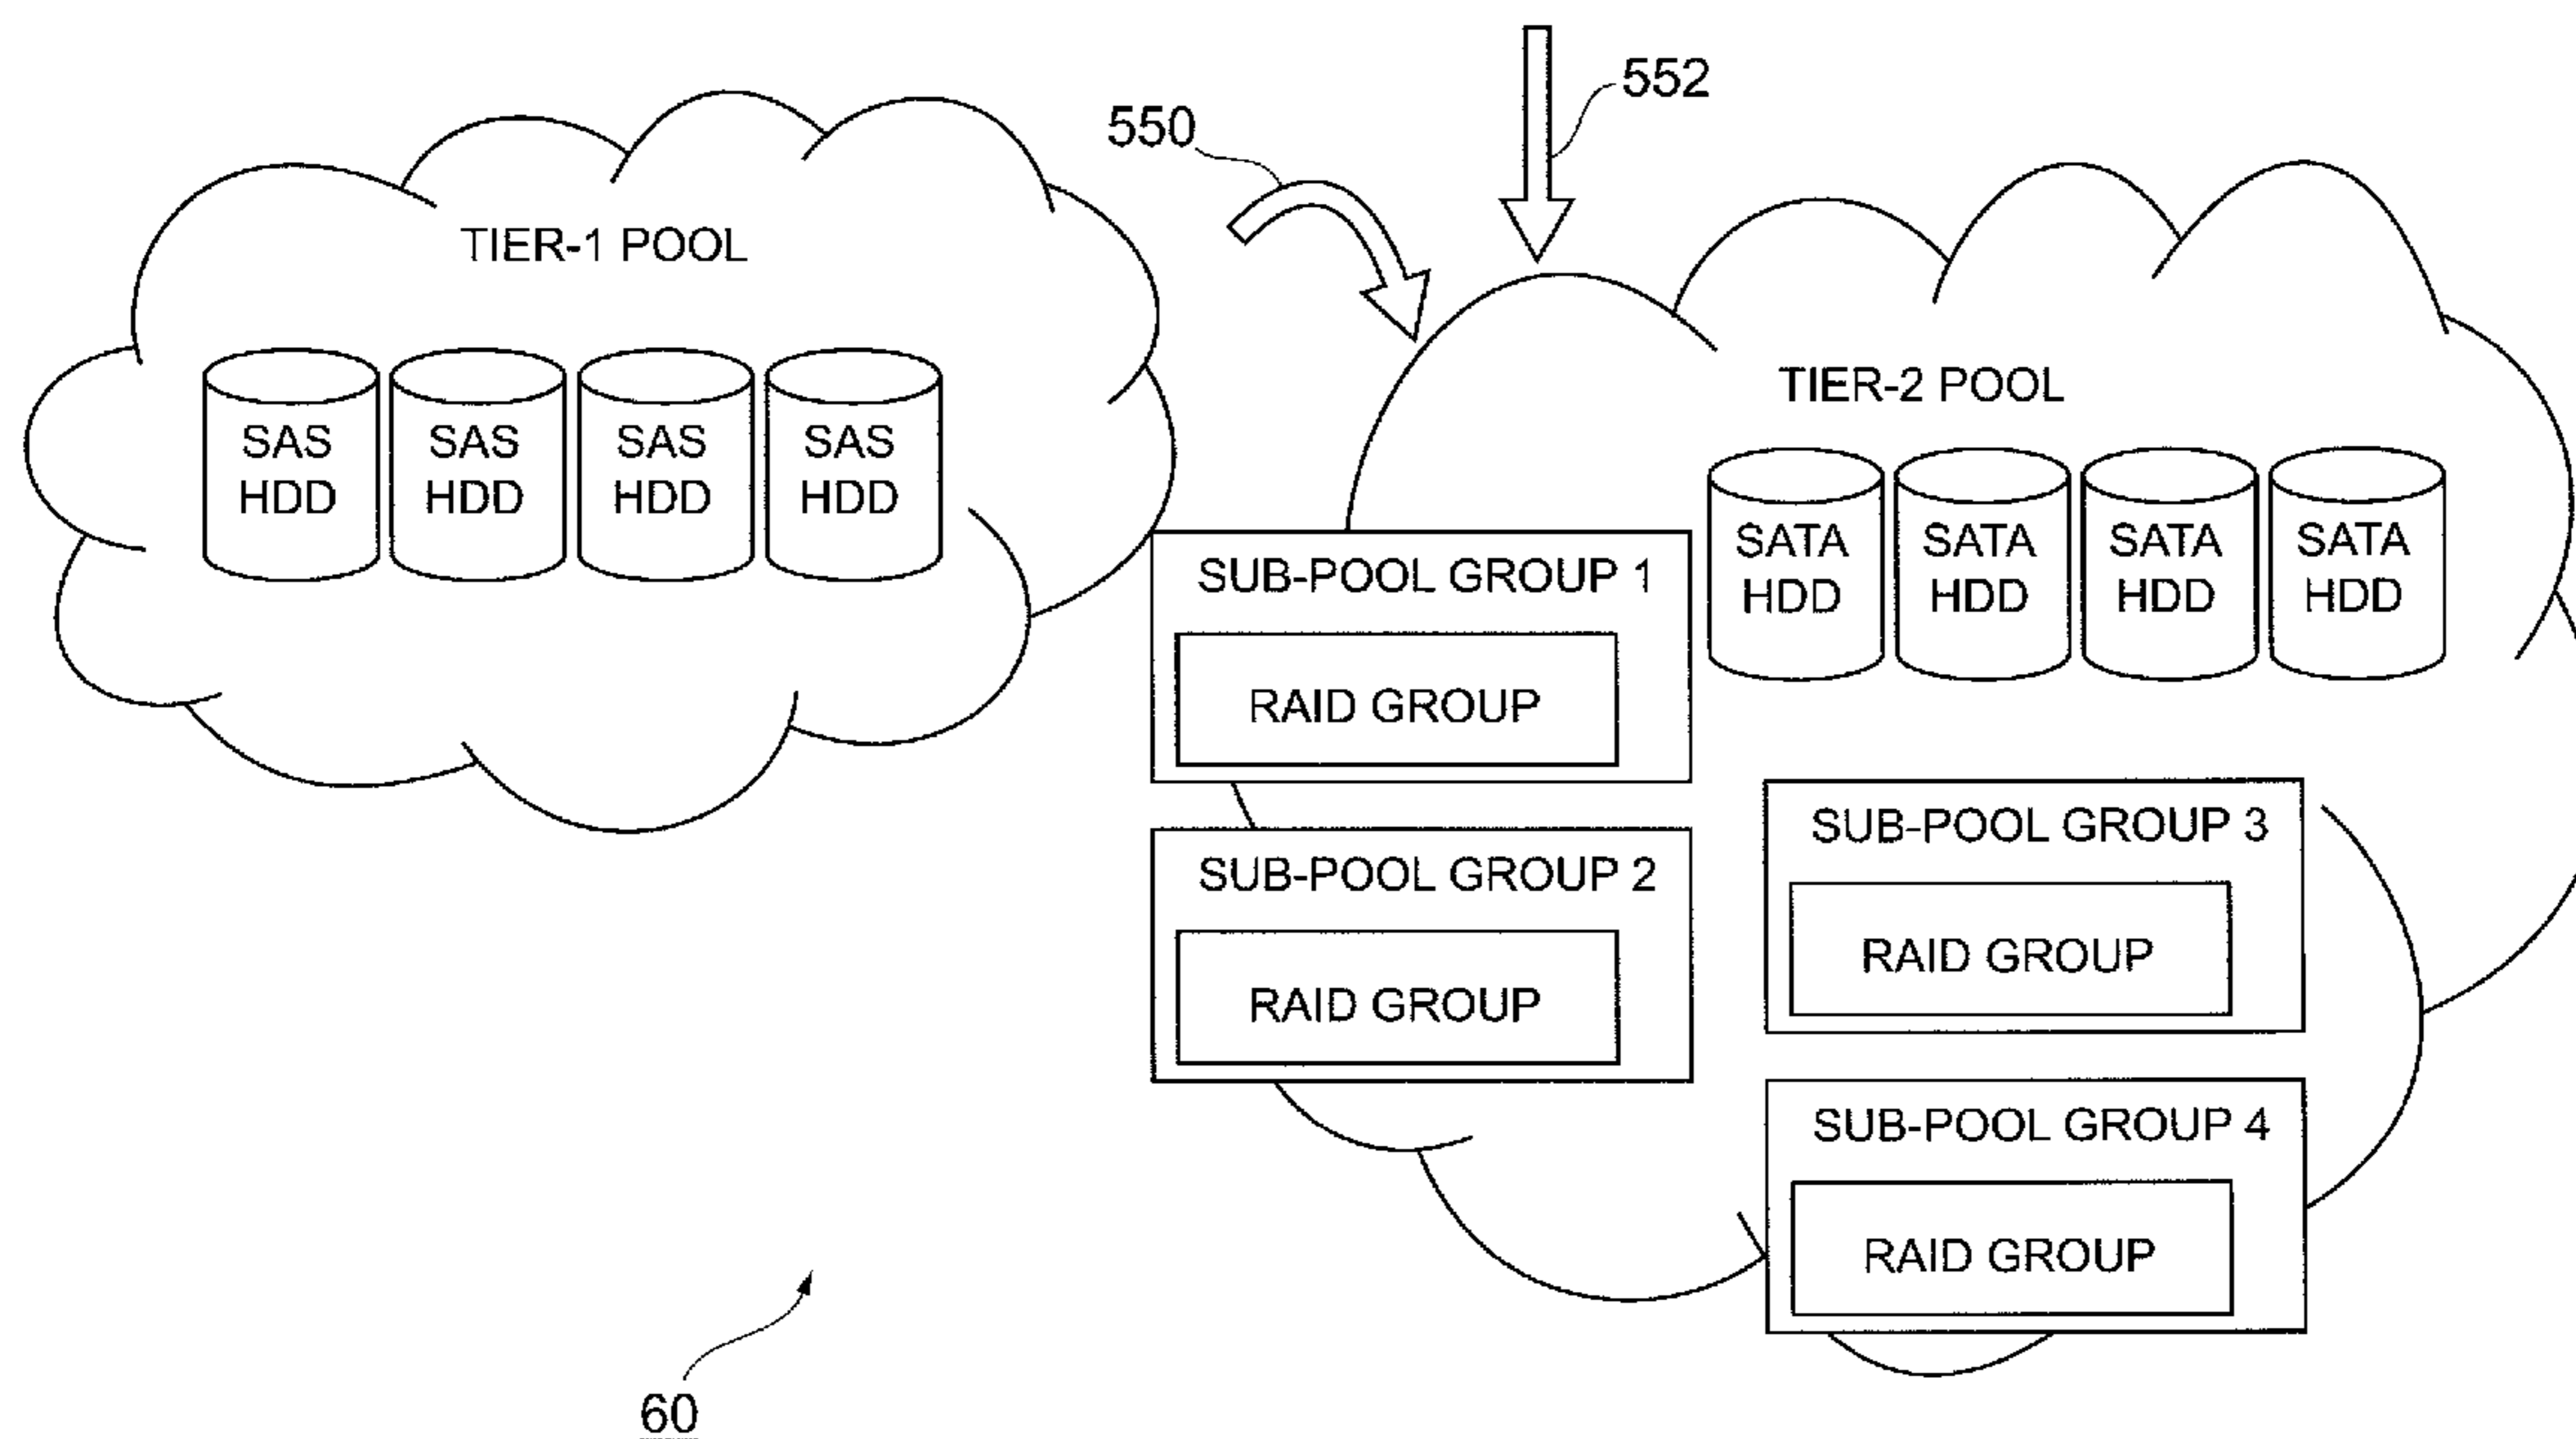 552
550
TIER-1 POOL
SAS HDD
SAS HDD
SAS HDD
SAS HDD
TIER-2 POOL
SATA HDD
SATA HDD
SATA HDD
SATA HDD
SUB-POOL GROUP 1
RAID GROUP
SUB-POOL GROUP 2
RAID GROUP
SUB-POOL GROUP 3
RAID GROUP
SUB-POOL GROUP 4
RAID GROUP
60